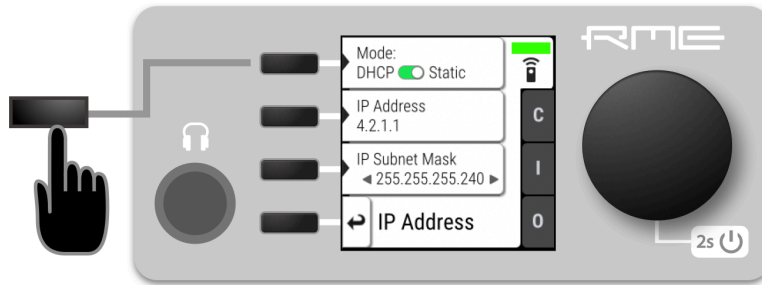 RME
Mode:
DHCP Static
IP Address
4.2.1.1
C
IP Subnet Mask
◀ 255.255.255.240 ▶
I
IP Address
O
2s